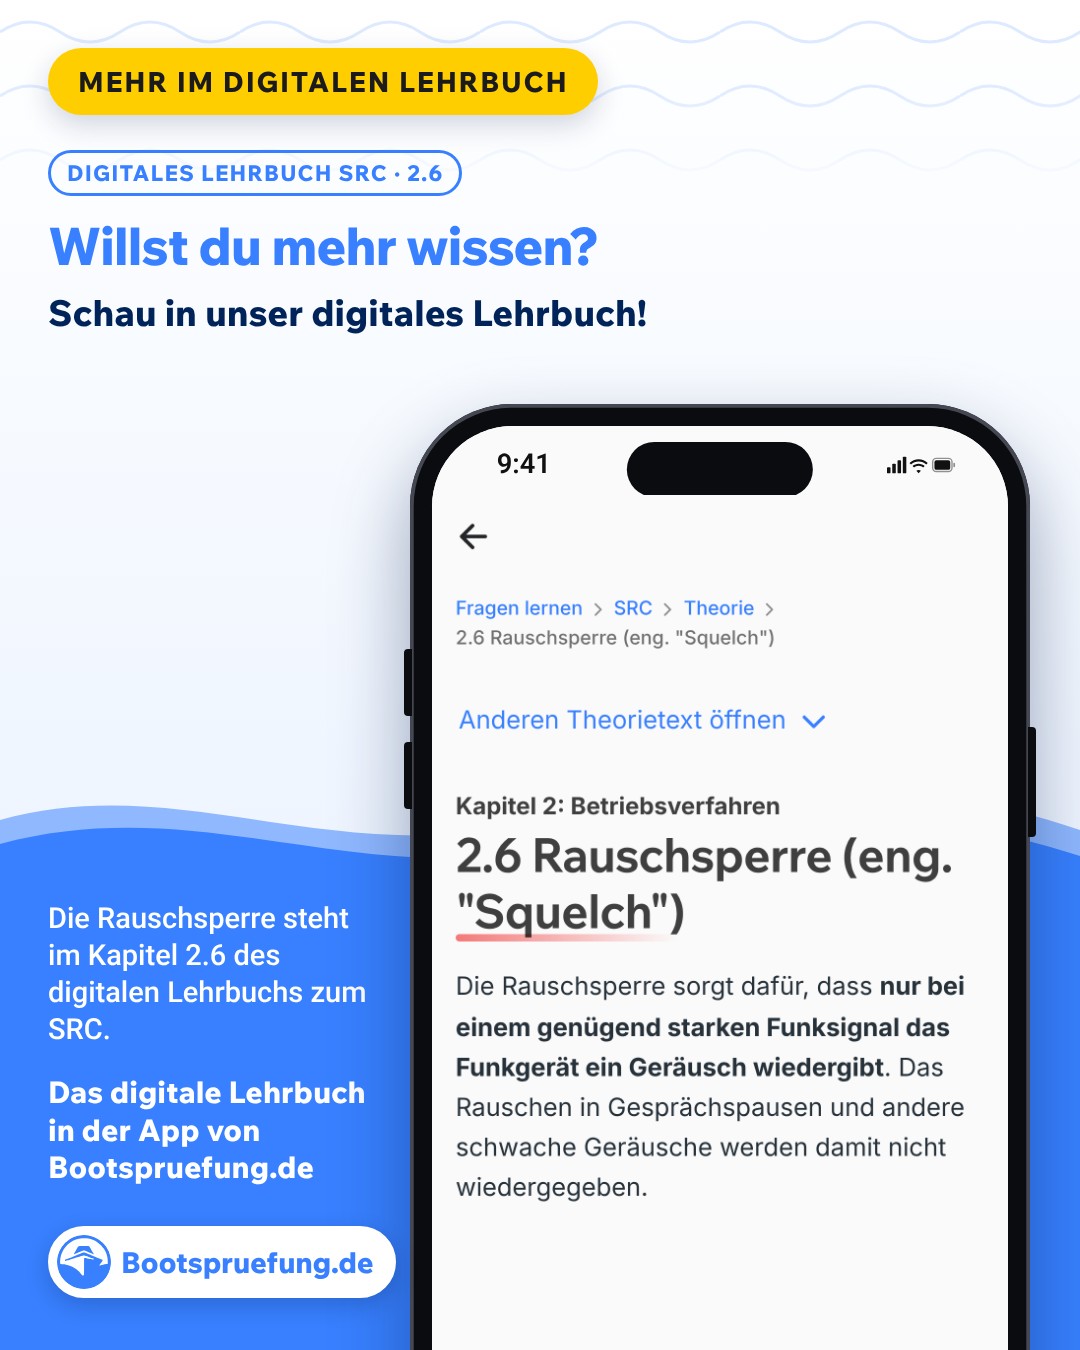 MEHR IM DIGITALEN LEHRBUCH
DIGITALES LEHRBUCH SRC · 2.6
Willst du mehr wissen?
Schau in unser digitales Lehrbuch!
9:41
Fragen lernen > SRC > Theorie >
2.6 Rauschsperre (eng. "Squelch")
Anderen Theorietext öffnen
Kapitel 2: Betriebsverfahren
2.6 Rauschsperre (eng.
"Squelch")
Die Rauschsperre sorgt dafür, dass nur bei
einem genügend starken Funksignal das
Funkgerät ein Geräusch wiedergibt. Das
Rauschen in Gesprächspausen und andere
schwache Geräusche werden damit nicht
wiedergegeben.
Die Rauschsperre steht
im Kapitel 2.6 des
digitalen Lehrbuchs zum
SRC.
Das digitale Lehrbuch
in der App von
Bootspruefung.de
Bootspruefung.de